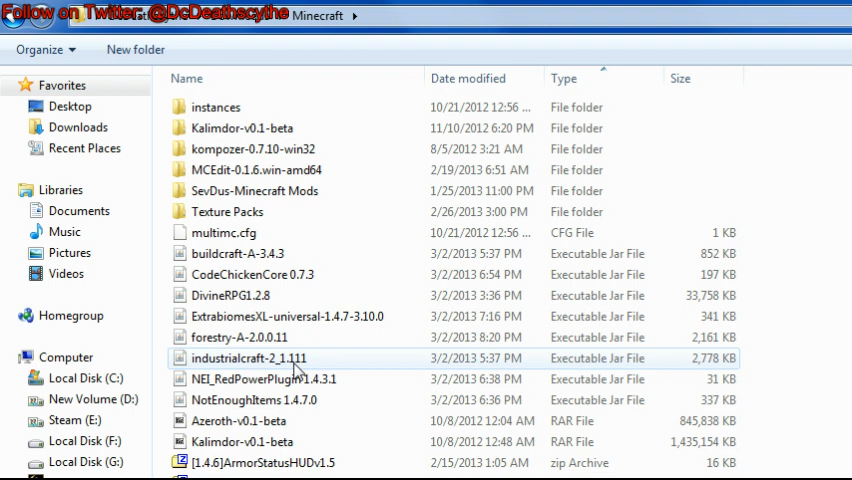 Follow on Twitter: @DcDeathscythe
Minecraft
Organize
New folder
Name Date modified Type Size
Favorites
Desktop
Downloads
Recent Places
Libraries
Documents
Music
Pictures
Videos
Homegroup
Computer
Local Disk (C:)
New Volume (D:)
Steam (E:)
Local Disk (F:)
Local Disk (G:)
instances 10/21/2012 12:56 ... File folder
Kalimdor-v0.1-beta 11/10/2012 6:20 PM File folder
kompozer-0.7.10-win32 8/5/2012 3:21 AM File folder
MCEdit-0.1.6.win-amd64 2/19/2013 6:51 AM File folder
SevDus-Minecraft Mods 1/25/2013 11:00 PM File folder
Texture Packs 2/26/2013 3:00 PM File folder
multimc.cfg 10/21/2012 12:56 ... CFG File 1 KB
buildcraft-A-3.4.3 3/2/2013 5:37 PM Executable Jar File 852 KB
CodeChickenCore 0.7.3 3/2/2013 6:54 PM Executable Jar File 197 KB
DivineRPG1.2.8 3/2/2013 3:36 PM Executable Jar File 33,758 KB
ExtrabiomesXL-universal-1.4.7-3.10.0 3/2/2013 7:16 PM Executable Jar File 341 KB
forestry-A-2.0.0.11 3/2/2013 8:20 PM Executable Jar File 2,161 KB
industrialcraft-2_1.111 3/2/2013 5:37 PM Executable Jar File 2,778 KB
NEI_RedPowerPlugin 1.4.3.1 3/2/2013 6:38 PM Executable Jar File 31 KB
NotEnoughItems 1.4.7.0 3/2/2013 6:36 PM Executable Jar File 337 KB
Azeroth-v0.1-beta 10/8/2012 12:04 AM RAR File 845,838 KB
Kalimdor-v0.1-beta 10/8/2012 12:48 AM RAR File 1,435,154 KB
[1.4.6]ArmorStatusHUDv1.5 2/15/2013 1:05 AM zip Archive 16 KB